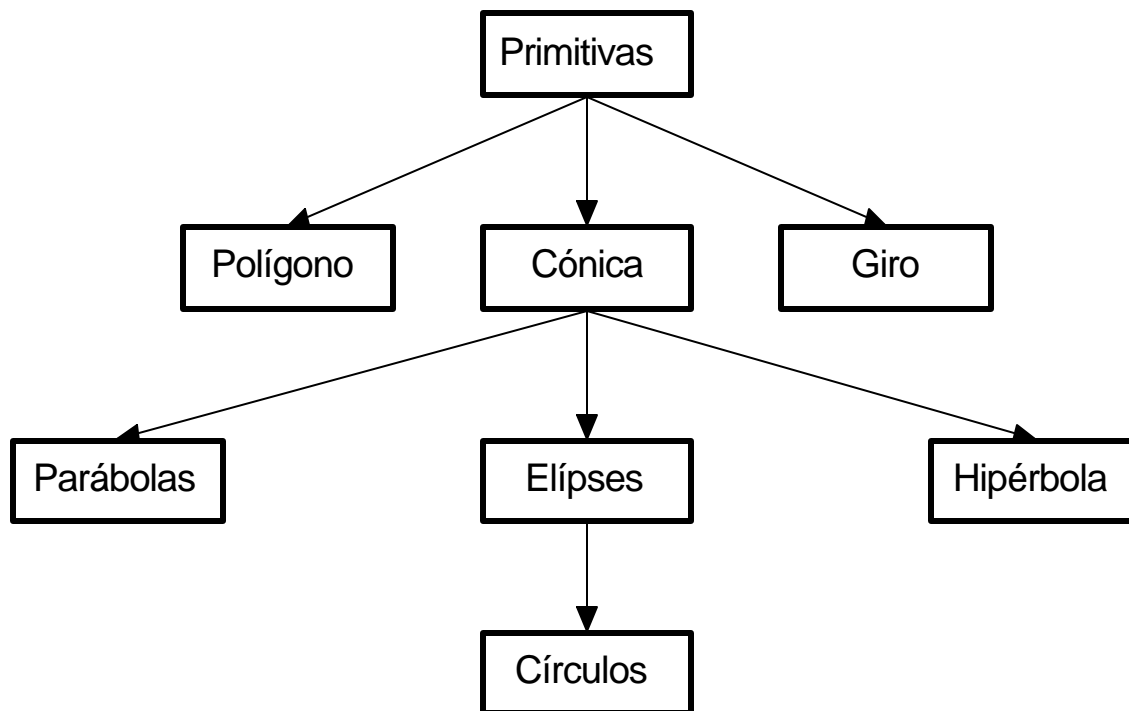 Primitivas
Polígono
Cónica
Giro
Parábolas
Elípses
Hipérbola
Círculos